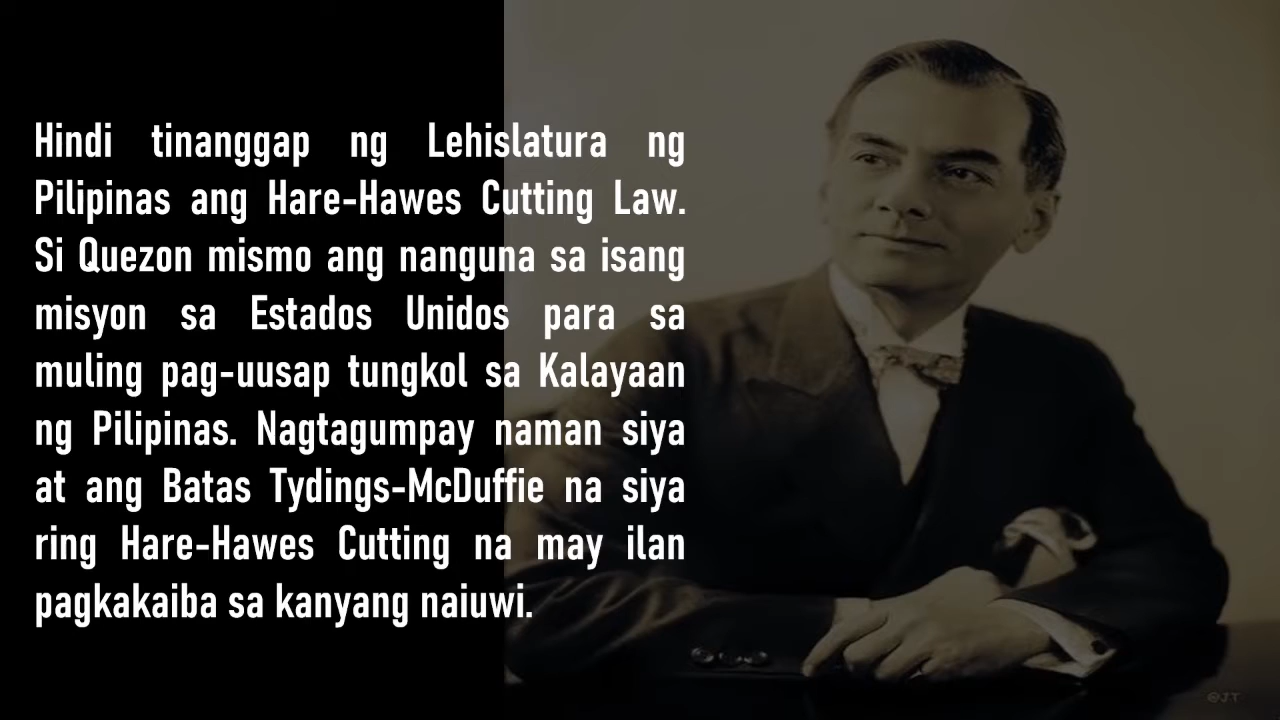 Hindi tinanggap ng Lehislatura ng
Pilipinas ang Hare-Hawes Cutting Law.
Si Quezon mismo ang nanguna sa isang
misyon sa Estados Unidos para sa
muling pag-uusap tungkol sa Kalayaan
ng Pilipinas. Nagtagumpay naman siya
at ang Batas Tydings-McDuffie na siya
ring Hare-Hawes Cutting na may ilan
pagkakaiba sa kanyang naiuwi.
@J.T